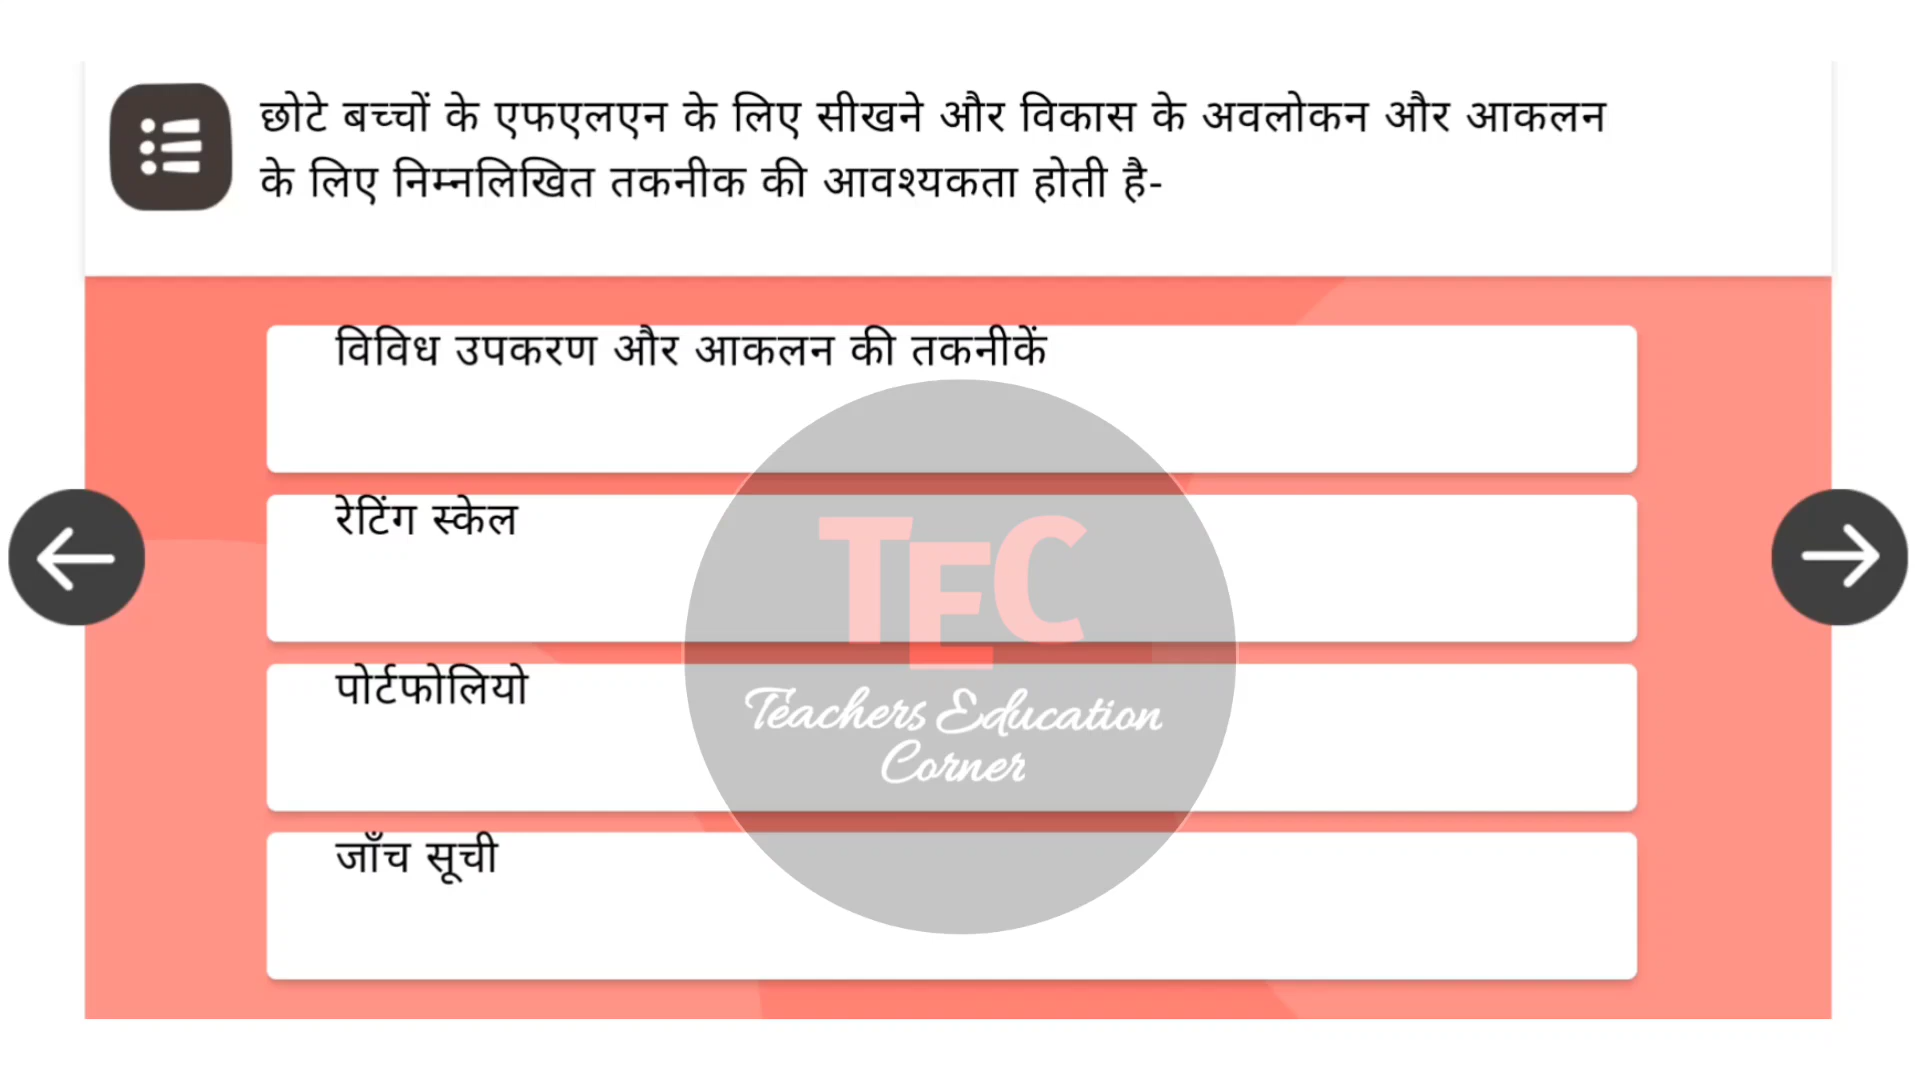 छोटे बच्चों के एफएलएन के लिए सीखने और विकास के अवलोकन और आकलन
के लिए निम्नलिखित तकनीक की आवश्यकता होती है-
विविध उपकरण और आकलन की तकनीकें
रेटिंग स्केल
पोर्टफोलियो
जाँच सूची
TEC
Teachers Education
Corner